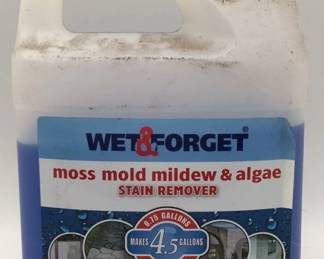 WET&FORGET®
moss mold mildew & algae
STAIN REMOVER
0.75 GALLONS
MAKES 4.5 GALLONS